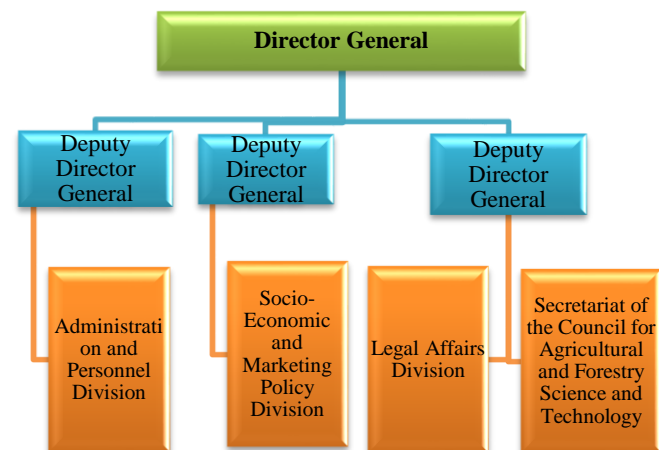 Director General
Deputy
Director
General
Deputy
Director
General
Deputy
Director
General
Administrati
on and
Personnel
Division
Socio-
Economic
and
Marketing
Policy
Division
Legal Affairs
Division
Secretariat of
the Council for
Agricultural
and Forestry
Science and
Technology